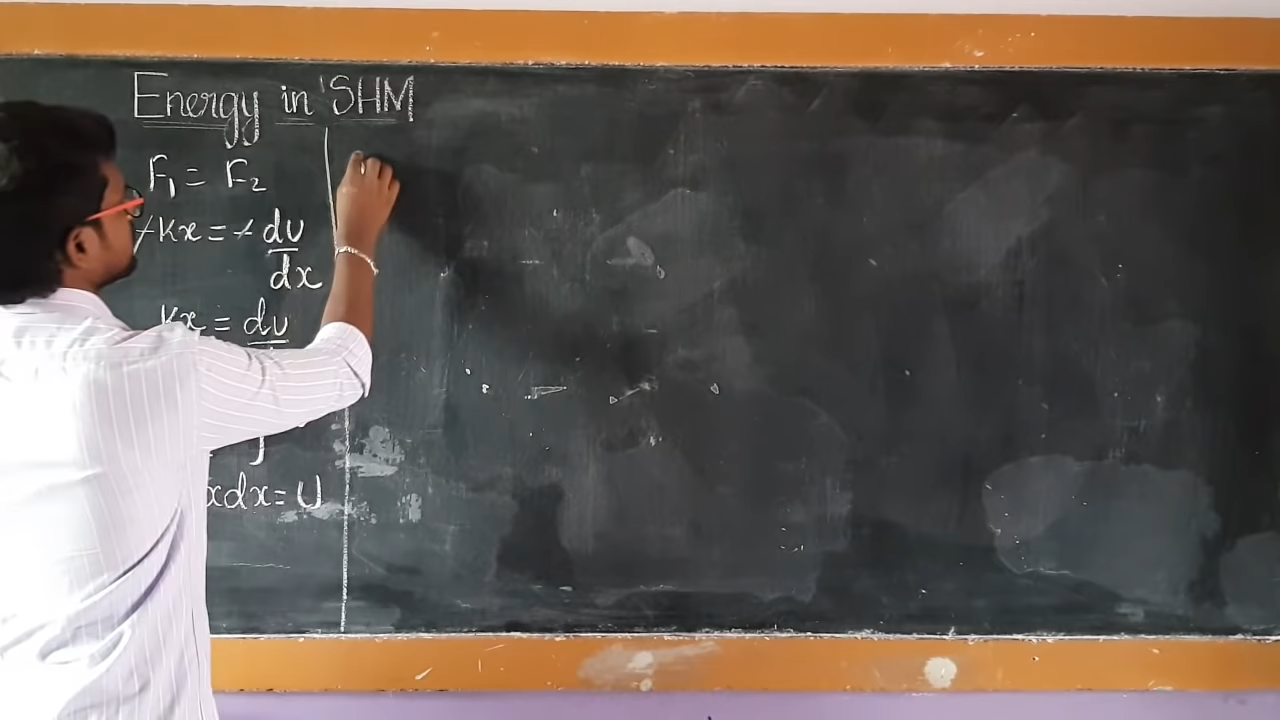 Energy in SHM
F₁ = F₂
-Kx = - du/dx
Kx = du
xdx = U